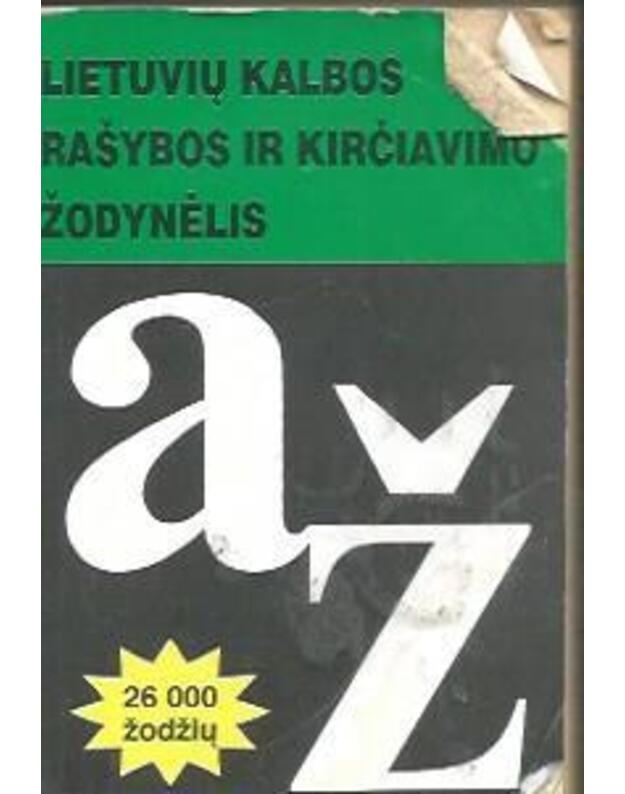 LIETUVIŲ KALBOS
RAŠYBOS IR KIRČIAVIMO
ŽODYNĖLIS
a
ž
26 000
žodžių